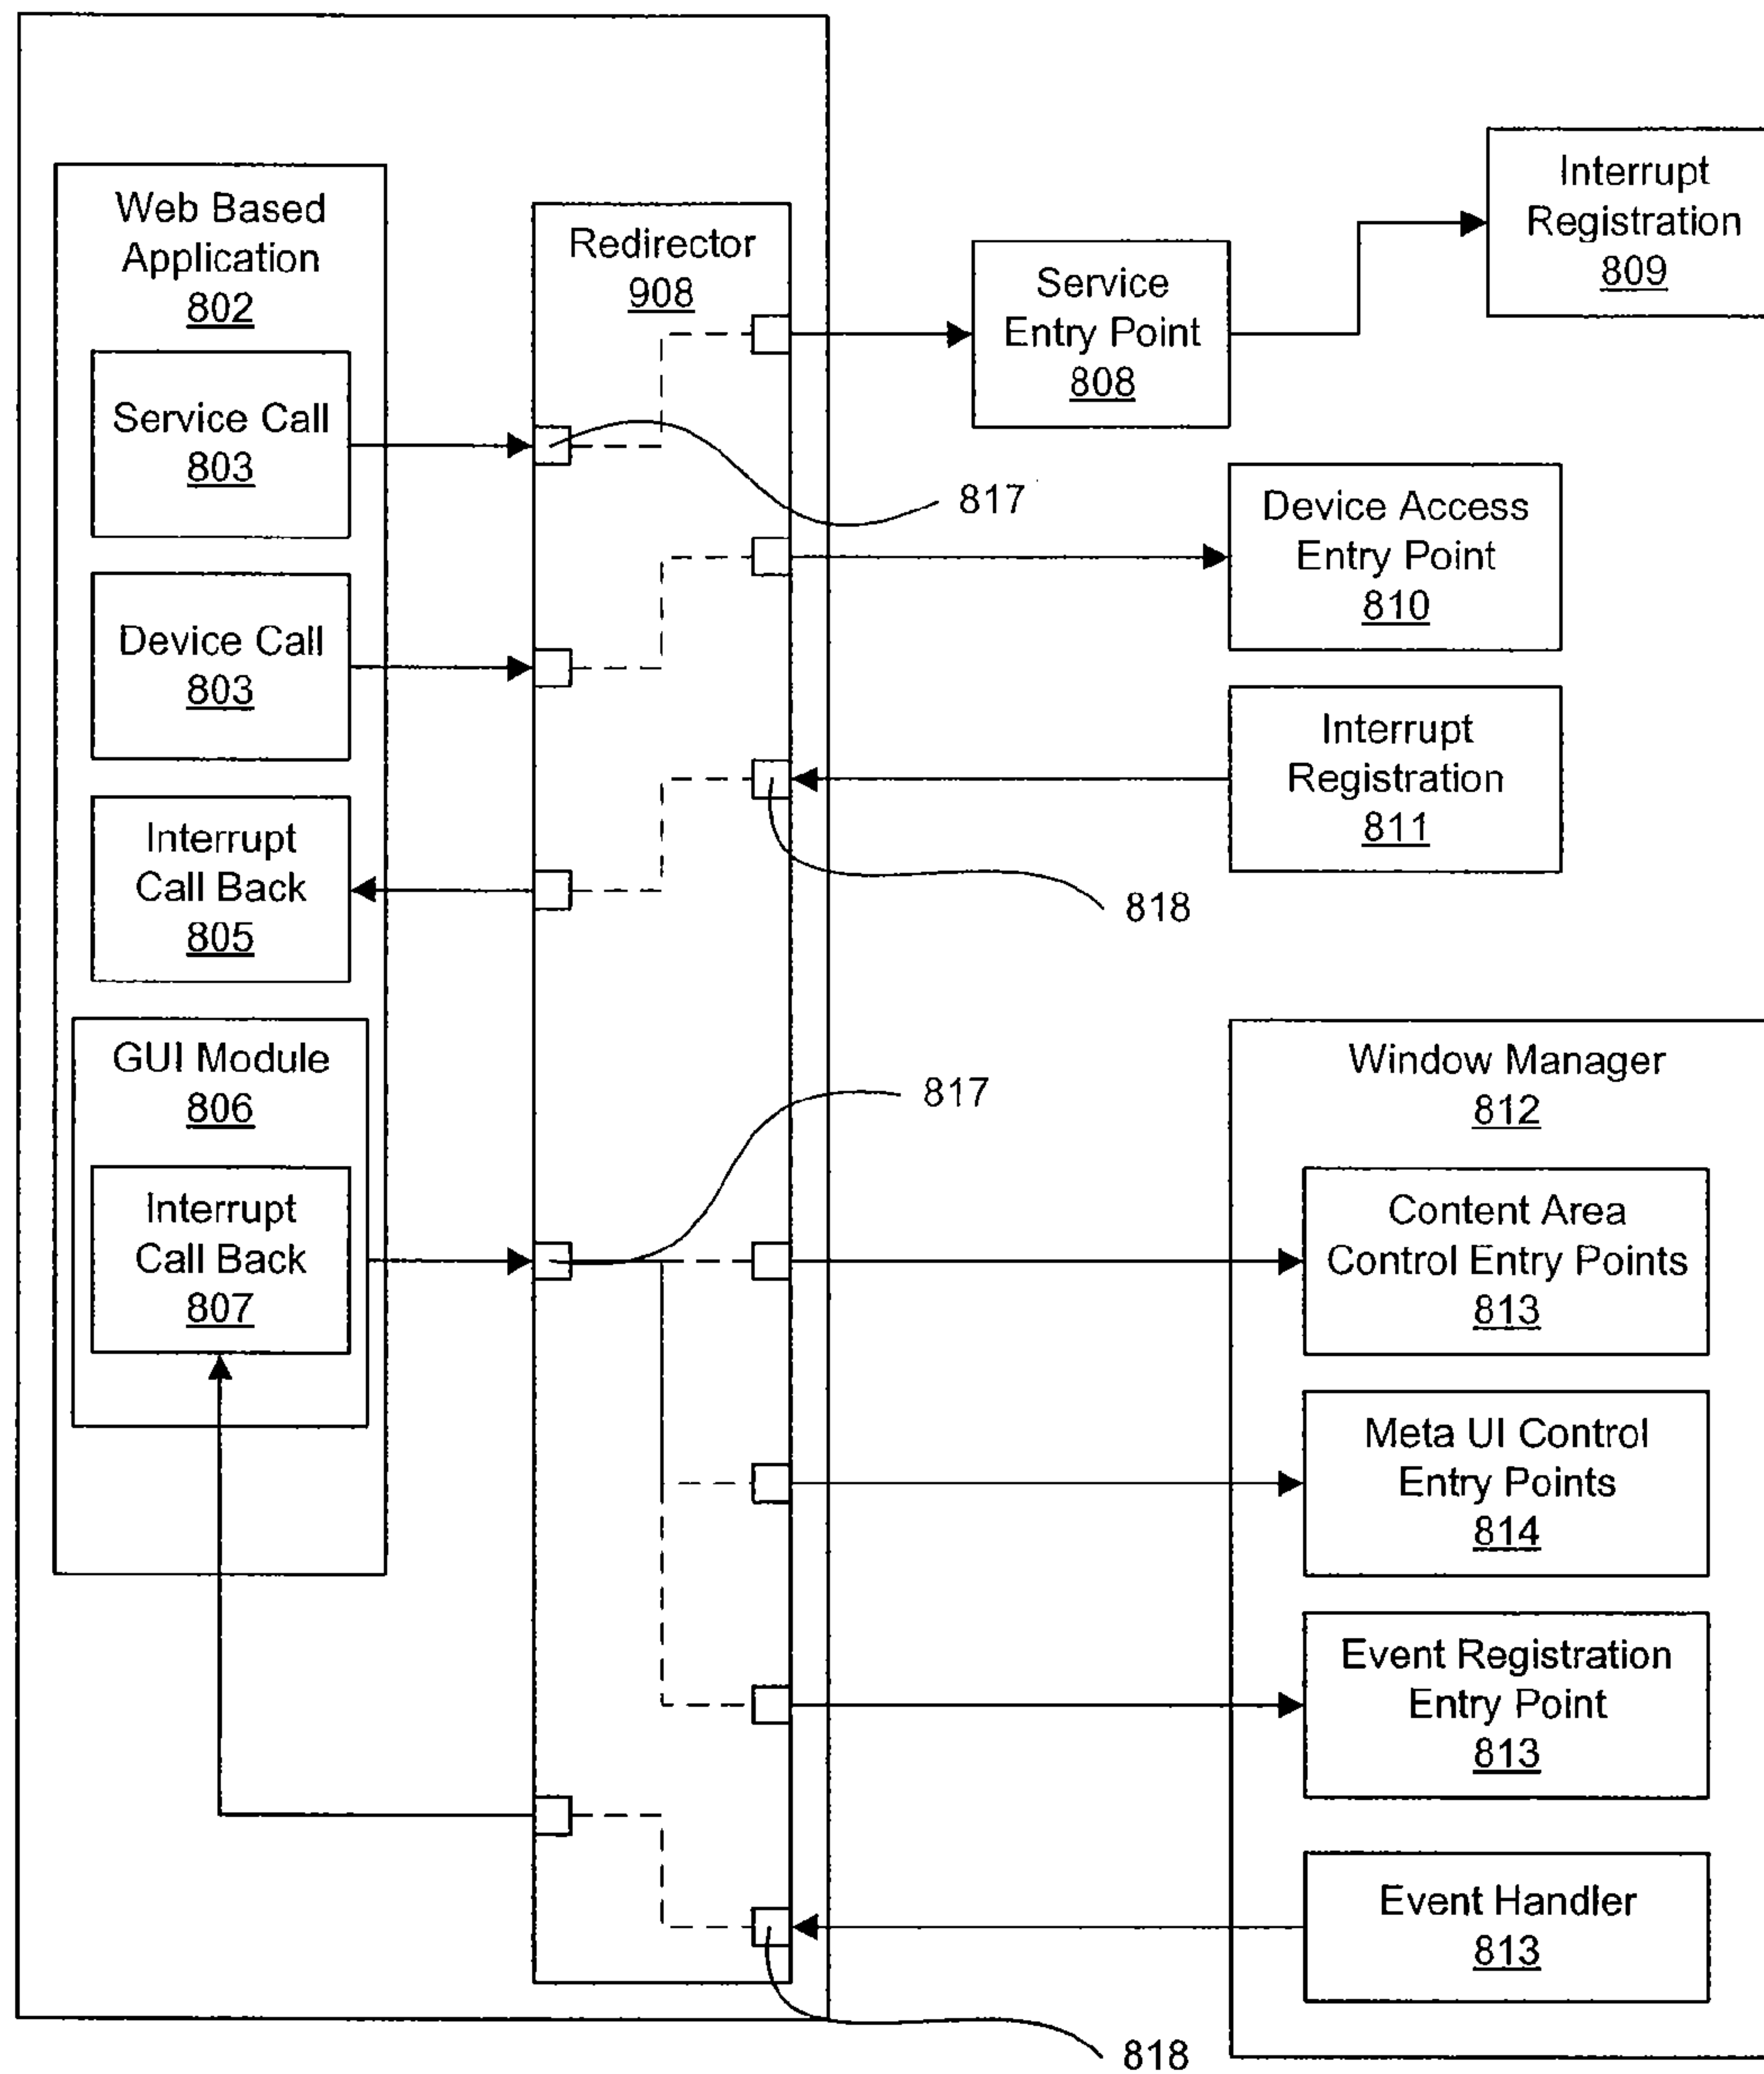 Web Based
Application
802
Service Call
803
Device Call
803
Interrupt
Call Back
805
GUI Module
806
Interrupt
Call Back
807
Redirector
908
817
818
817
818
Service
Entry Point
808
Interrupt
Registration
809
Device Access
Entry Point
810
Interrupt
Registration
811
Window Manager
812
Content Area
Control Entry Points
813
Meta UI Control
Entry Points
814
Event Registration
Entry Point
813
Event Handler
813